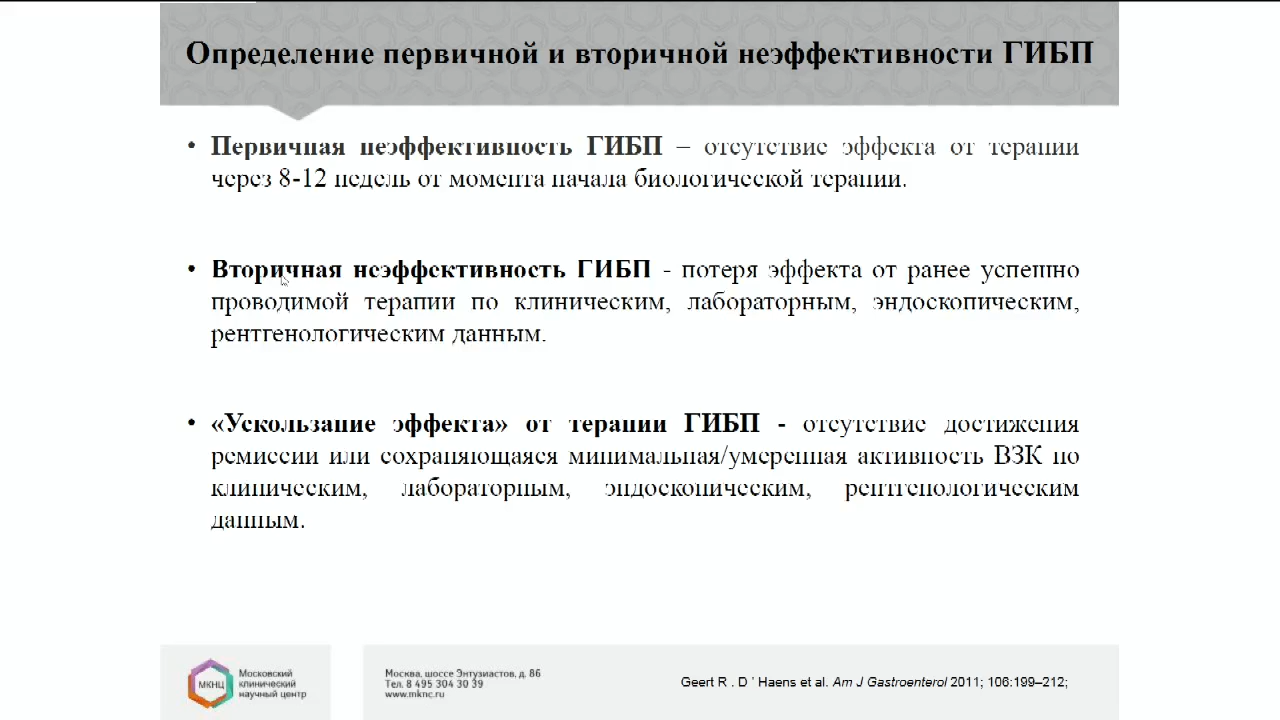 Определение первичной и вторичной неэффективности ГИБП
• Первичная неэффективность ГИБП – отсутствие эффекта от терапии
через 8-12 недель от момента начала биологической терапии.
• Вторичная неэффективность ГИБП - потеря эффекта от ранее успешно
проводимой терапии по клиническим, лабораторным, эндоскопическим,
рентгенологическим данным.
• «Ускользание эффекта» от терапии ГИБП - отсутствие достижения
ремиссии или сохраняющаяся минимальная/умеренная активность ВЗК по
клиническим, лабораторным, эндоскопическим, рентгенологическим
данным.
МКНЦ
Московский
клинический
научный центр
Москва, шоссе Энтузиастов, д. 86
Тел. 8 495 304 30 39
www.mknc.ru
Geert R . D ' Haens et al. Am J Gastroenterol 2011; 106:199–212;